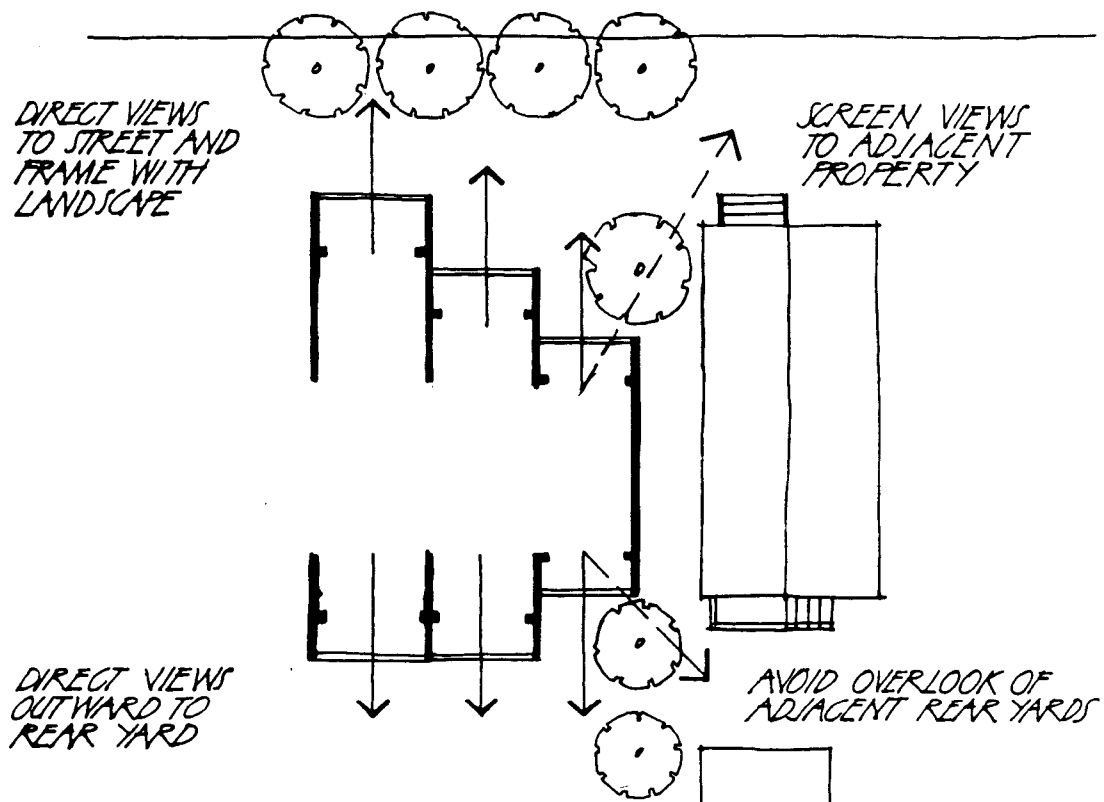 DIRECT VIEWS
TO STREET AND
FRAME WITH
LANDSCAPE
SCREEN VIEWS
TO ADJACENT
PROPERTY
DIRECT VIEWS
OUTWARD TO
REAR YARD
AVOID OVERLOOK OF
ADJACENT REAR YARDS